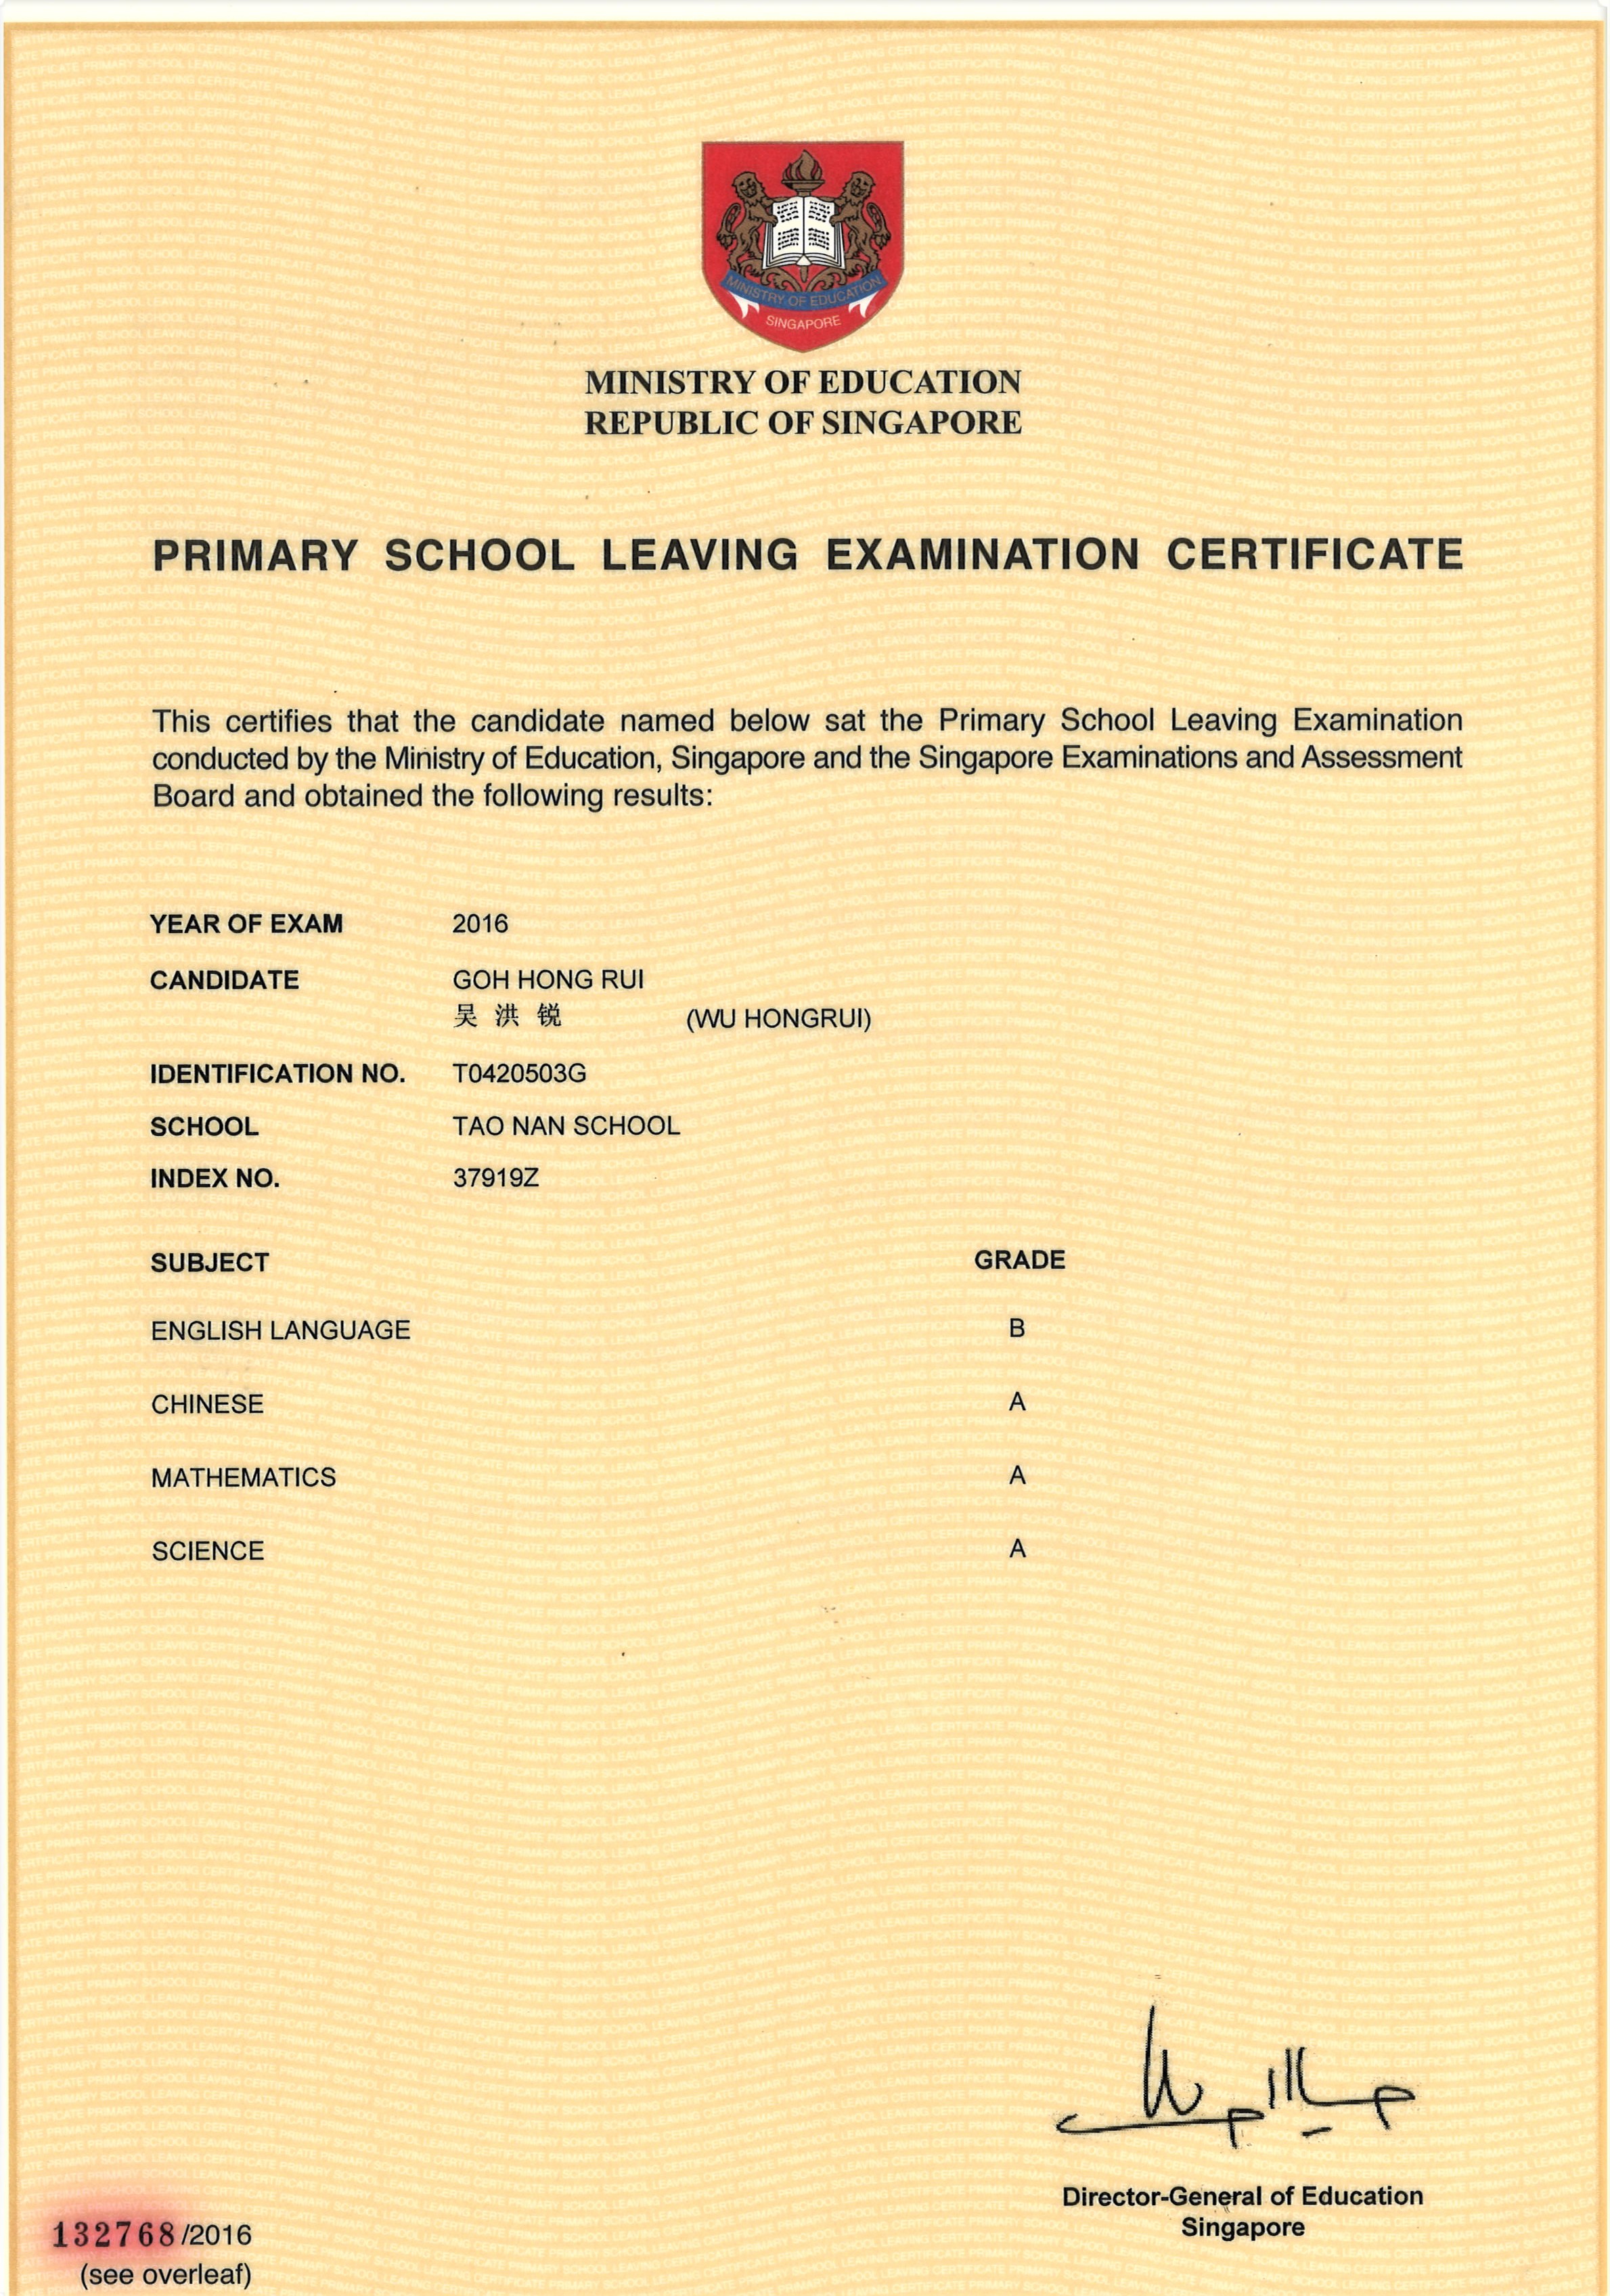 MINISTRY OF EDUCATION
SINGAPORE
MINISTRY OF EDUCATION
REPUBLIC OF SINGAPORE
PRIMARY SCHOOL LEAVING EXAMINATION CERTIFICATE
This certifies that the candidate named below sat the Primary School Leaving Examination
conducted by the Ministry of Education, Singapore and the Singapore Examinations and Assessment
Board and obtained the following results:
YEAR OF EXAM 2016
CANDIDATE GOH HONG RUI
吴洪锐 (WU HONGRUI)
IDENTIFICATION NO. T0420503G
SCHOOL TAO NAN SCHOOL
INDEX NO. 37919Z
SUBJECT GRADE
ENGLISH LANGUAGE B
CHINESE A
MATHEMATICS A
SCIENCE A
Director-General of Education
Singapore
132768/2016
(see overleaf)